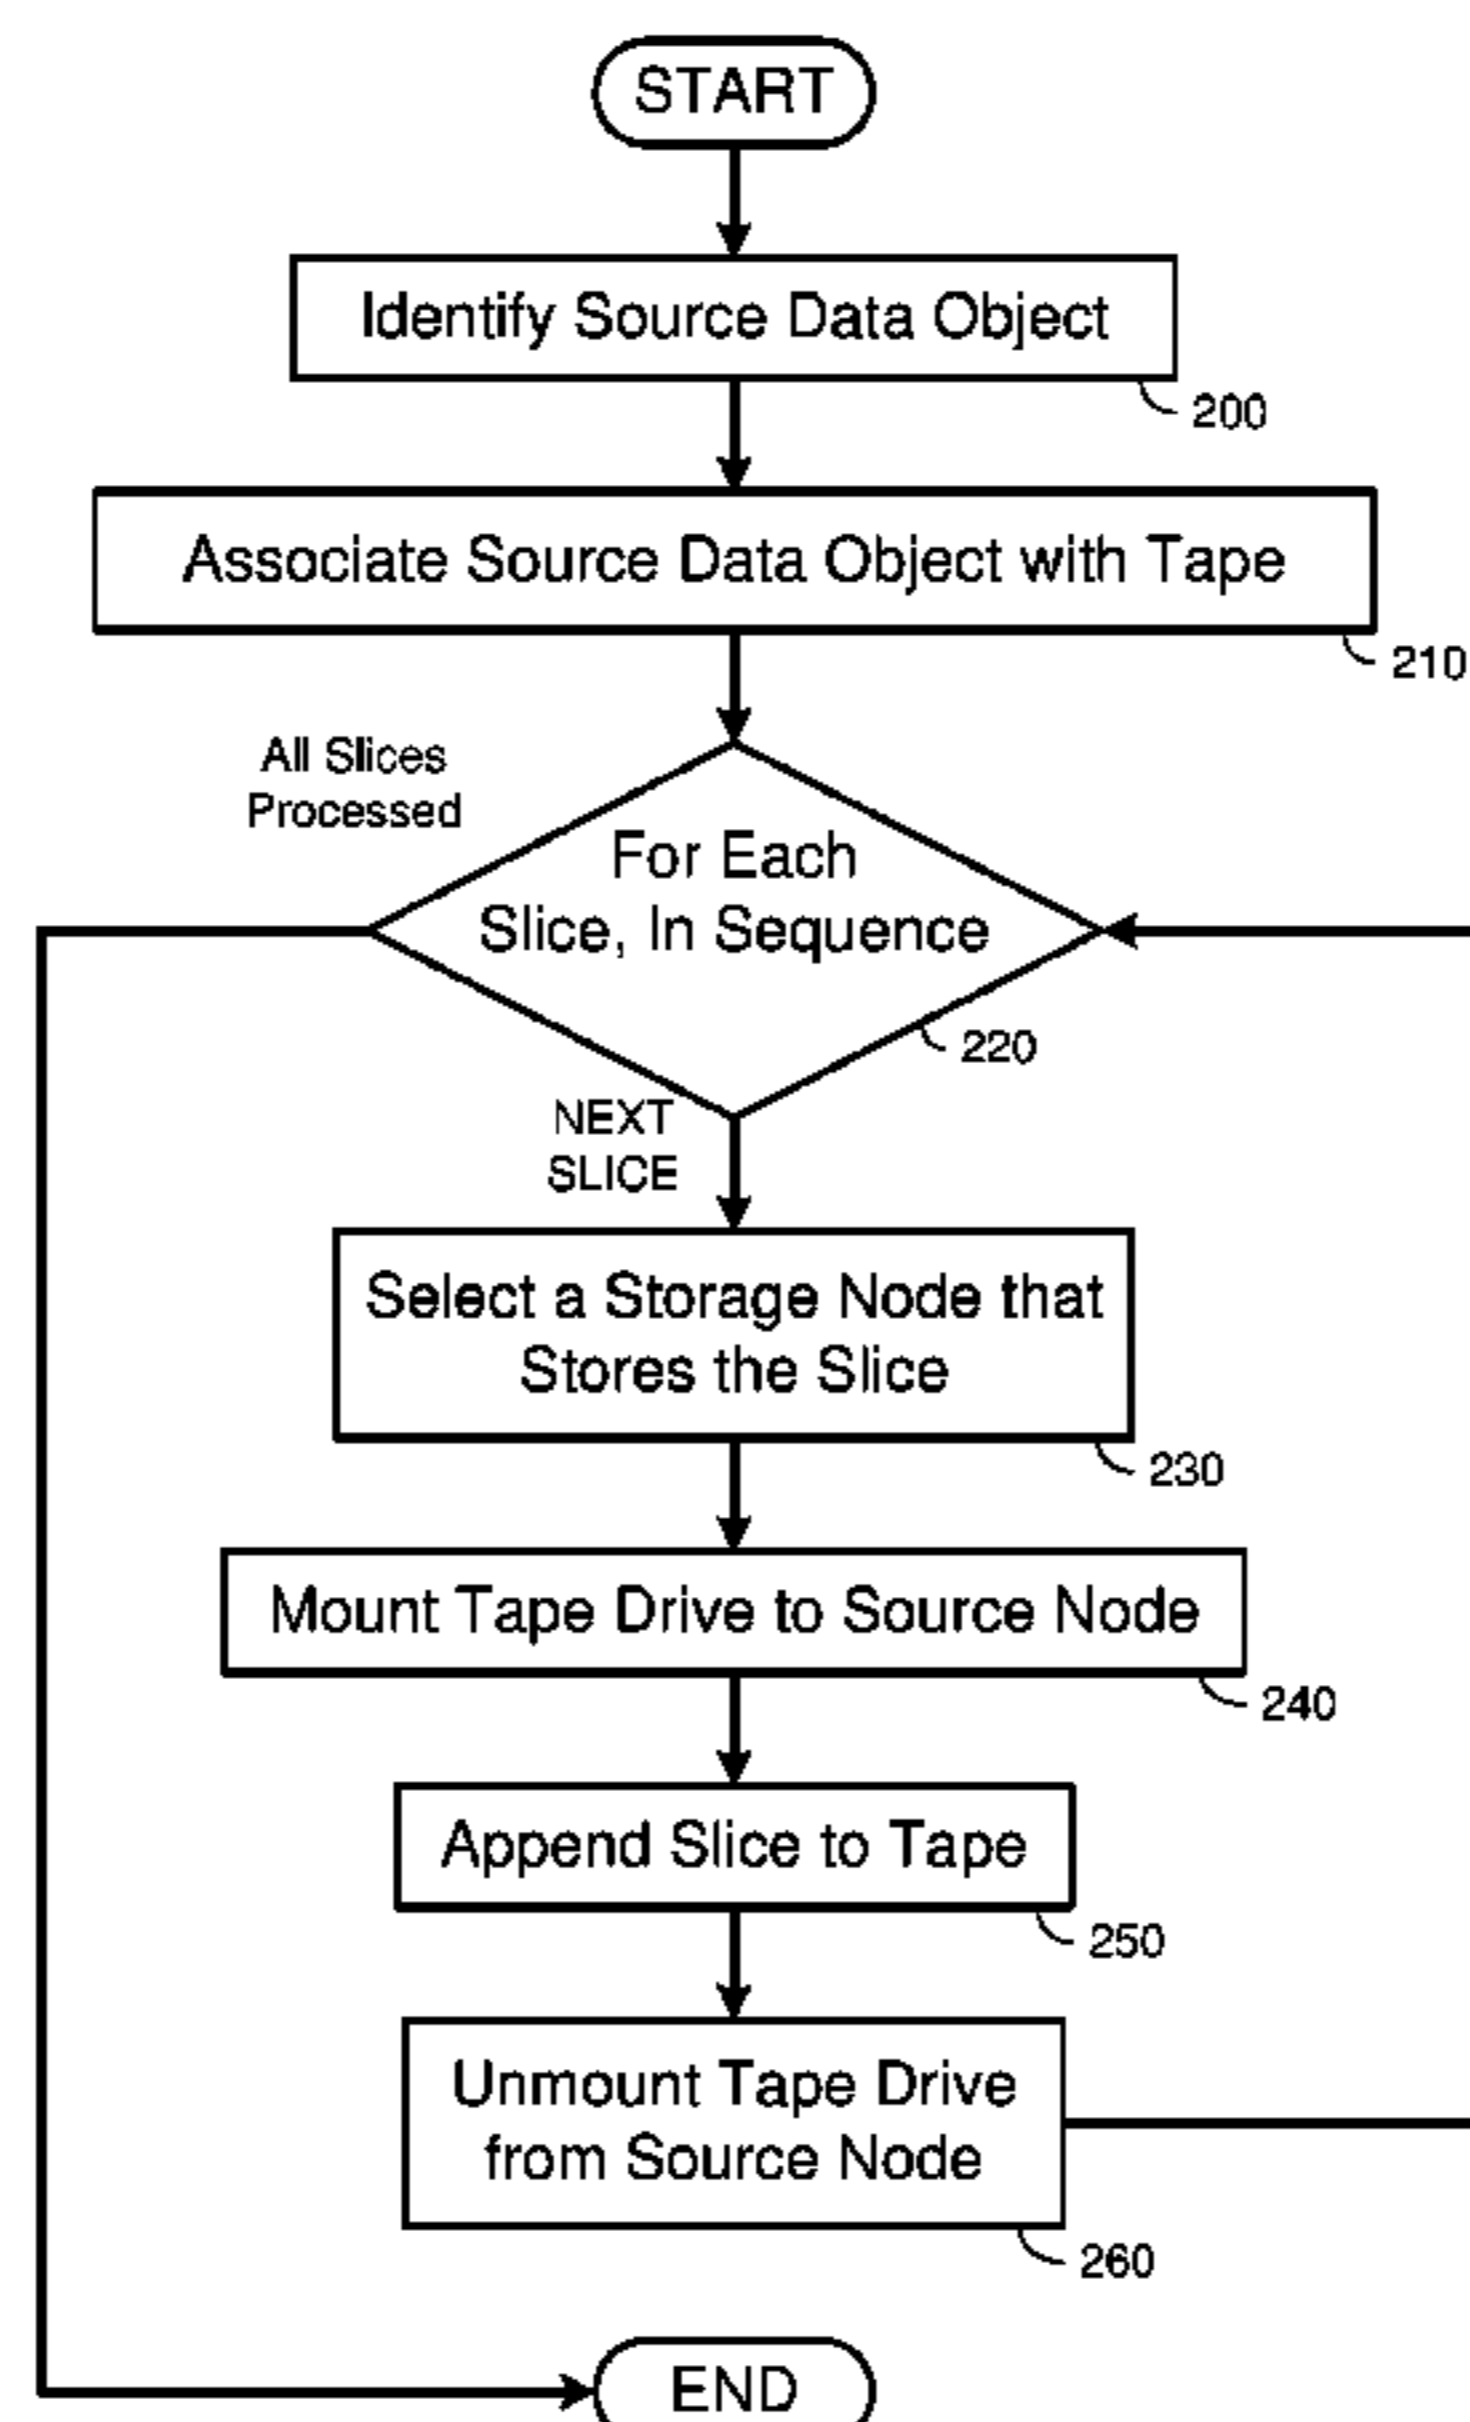 START
Identify Source Data Object
200
Associate Source Data Object with Tape
210
All Slices
Processed
For Each
Slice, In Sequence
220
NEXT
SLICE
Select a Storage Node that
Stores the Slice
230
Mount Tape Drive to Source Node
240
Append Slice to Tape
250
Unmount Tape Drive
from Source Node
260
END